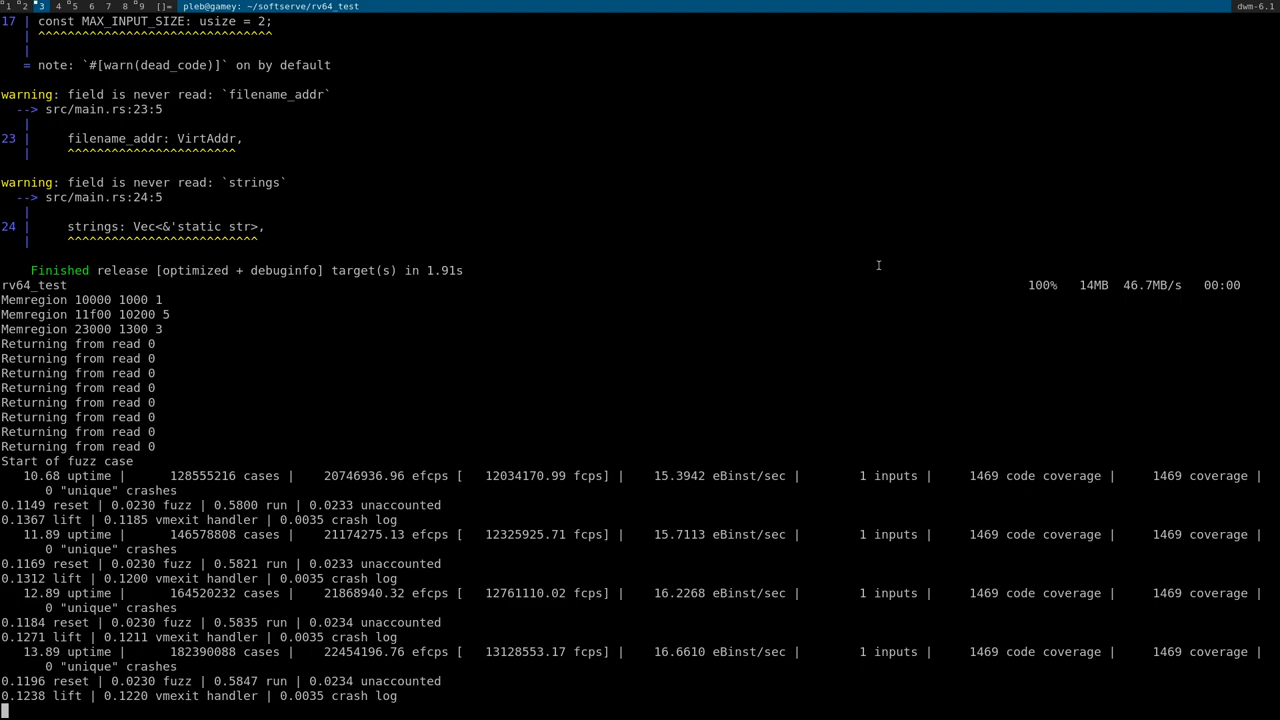 1 2 3 4 5 6 7 8 9 []= pleb@gamey: ~/softserve/rv64_test dwm-6.1
17 | const MAX_INPUT_SIZE: usize = 2;
| ^^^^^^^^^^^^^^^^^^^^^^^^^^^^^^^^
|
= note: `#[warn(dead_code)]` on by default
warning: field is never read: `filename_addr`
--> src/main.rs:23:5
|
23 |     filename_addr: VirtAddr,
|     ^^^^^^^^^^^^^^^^^^^^^^^
warning: field is never read: `strings`
--> src/main.rs:24:5
|
24 |     strings: Vec<&'static str>,
|     ^^^^^^^^^^^^^^^^^^^^^^^^^^
Finished release [optimized + debuginfo] target(s) in 1.91s
rv64_test 100% 14MB 46.7MB/s 00:00
Memregion 10000 1000 1
Memregion 11f00 10200 5
Memregion 23000 1300 3
Returning from read 0
Returning from read 0
Returning from read 0
Returning from read 0
Returning from read 0
Returning from read 0
Returning from read 0
Returning from read 0
Start of fuzz case
10.68 uptime | 128555216 cases | 20746936.96 efcps [ 12034170.99 fcps] | 15.3942 eBinst/sec | 1 inputs | 1469 code coverage | 1469 coverage |
0 "unique" crashes
0.1149 reset | 0.0230 fuzz | 0.5800 run | 0.0233 unaccounted
0.1367 lift | 0.1185 vmexit handler | 0.0035 crash log
11.89 uptime | 146578808 cases | 21174275.13 efcps [ 12325925.71 fcps] | 15.7113 eBinst/sec | 1 inputs | 1469 code coverage | 1469 coverage |
0 "unique" crashes
0.1169 reset | 0.0230 fuzz | 0.5821 run | 0.0233 unaccounted
0.1312 lift | 0.1200 vmexit handler | 0.0035 crash log
12.89 uptime | 164520232 cases | 21868940.32 efcps [ 12761110.02 fcps] | 16.2268 eBinst/sec | 1 inputs | 1469 code coverage | 1469 coverage |
0 "unique" crashes
0.1184 reset | 0.0230 fuzz | 0.5835 run | 0.0234 unaccounted
0.1271 lift | 0.1211 vmexit handler | 0.0035 crash log
13.89 uptime | 182390088 cases | 22454196.76 efcps [ 13128553.17 fcps] | 16.6610 eBinst/sec | 1 inputs | 1469 code coverage | 1469 coverage |
0 "unique" crashes
0.1196 reset | 0.0230 fuzz | 0.5847 run | 0.0234 unaccounted
0.1238 lift | 0.1220 vmexit handler | 0.0035 crash log